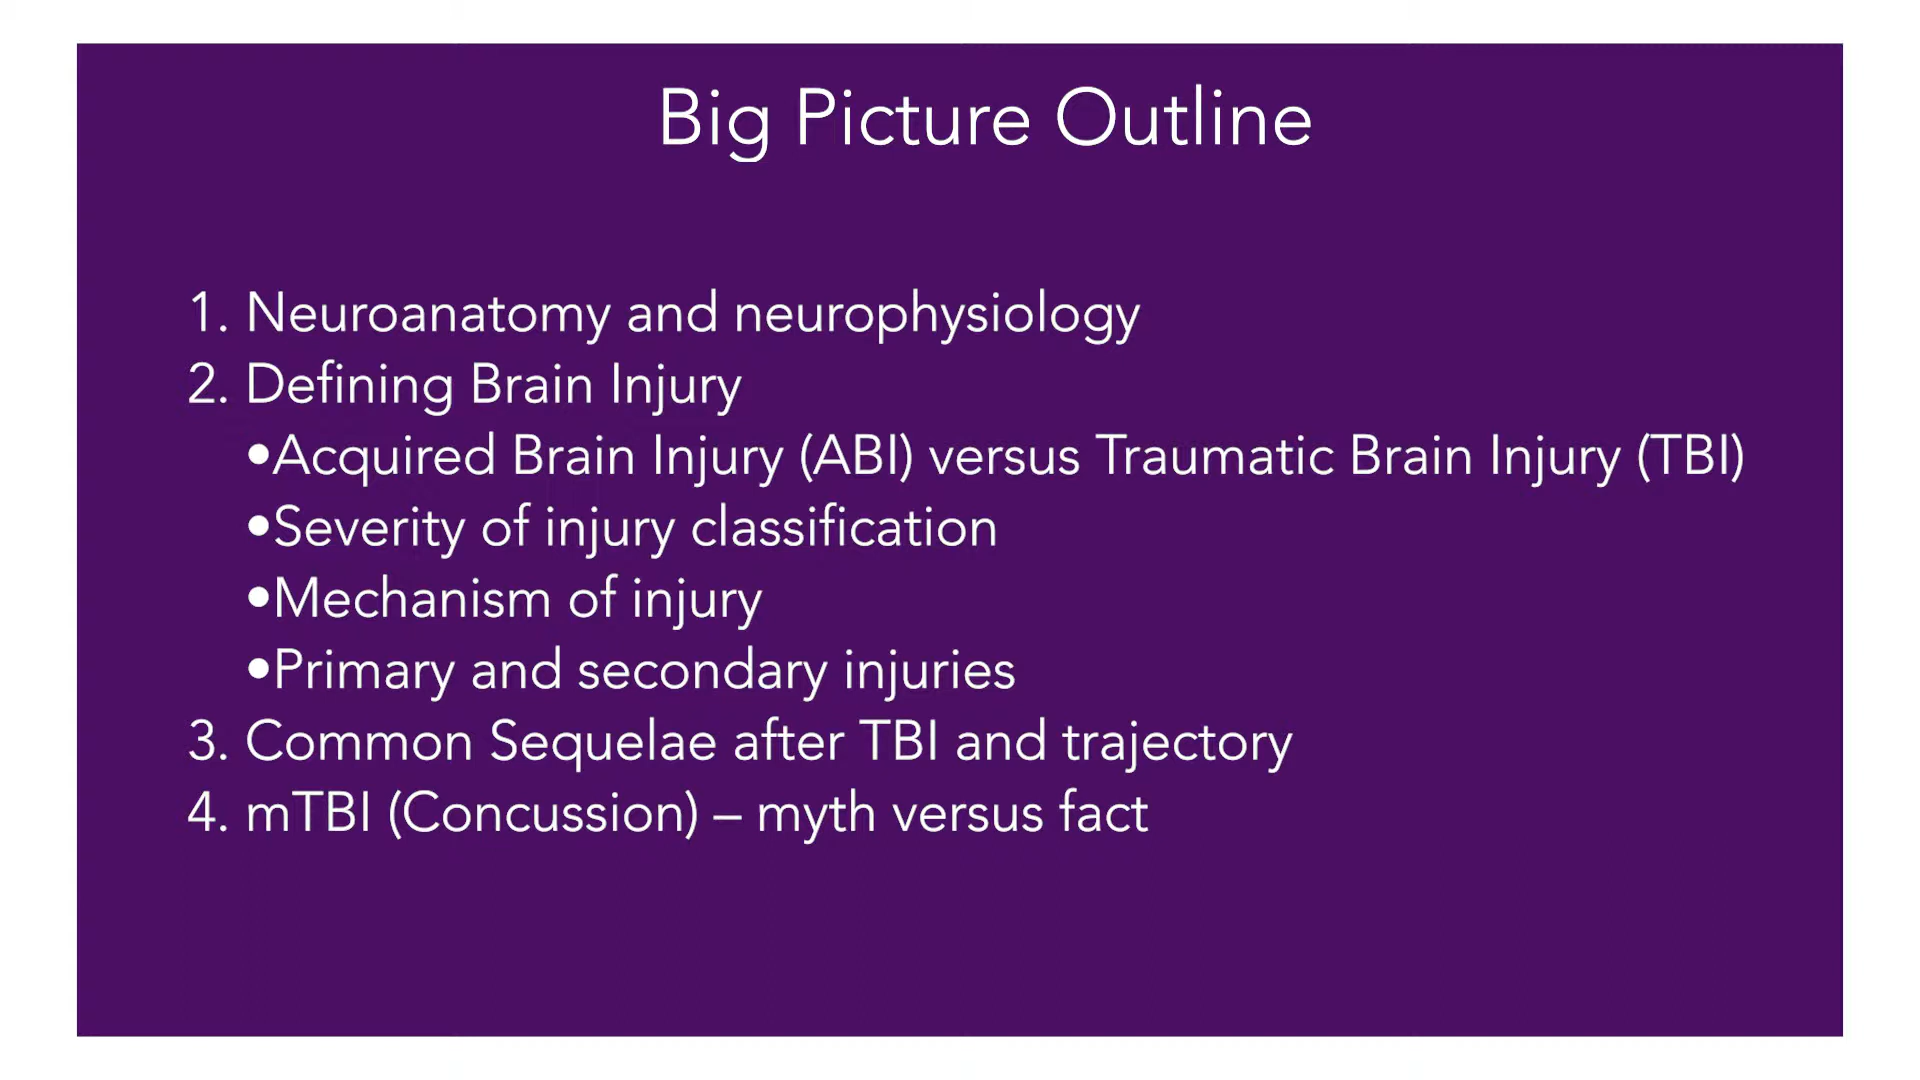 Big Picture Outline
1. Neuroanatomy and neurophysiology
2. Defining Brain Injury
•Acquired Brain Injury (ABI) versus Traumatic Brain Injury (TBI)
•Severity of injury classification
•Mechanism of injury
•Primary and secondary injuries
3. Common Sequelae after TBI and trajectory
4. mTBI (Concussion) – myth versus fact